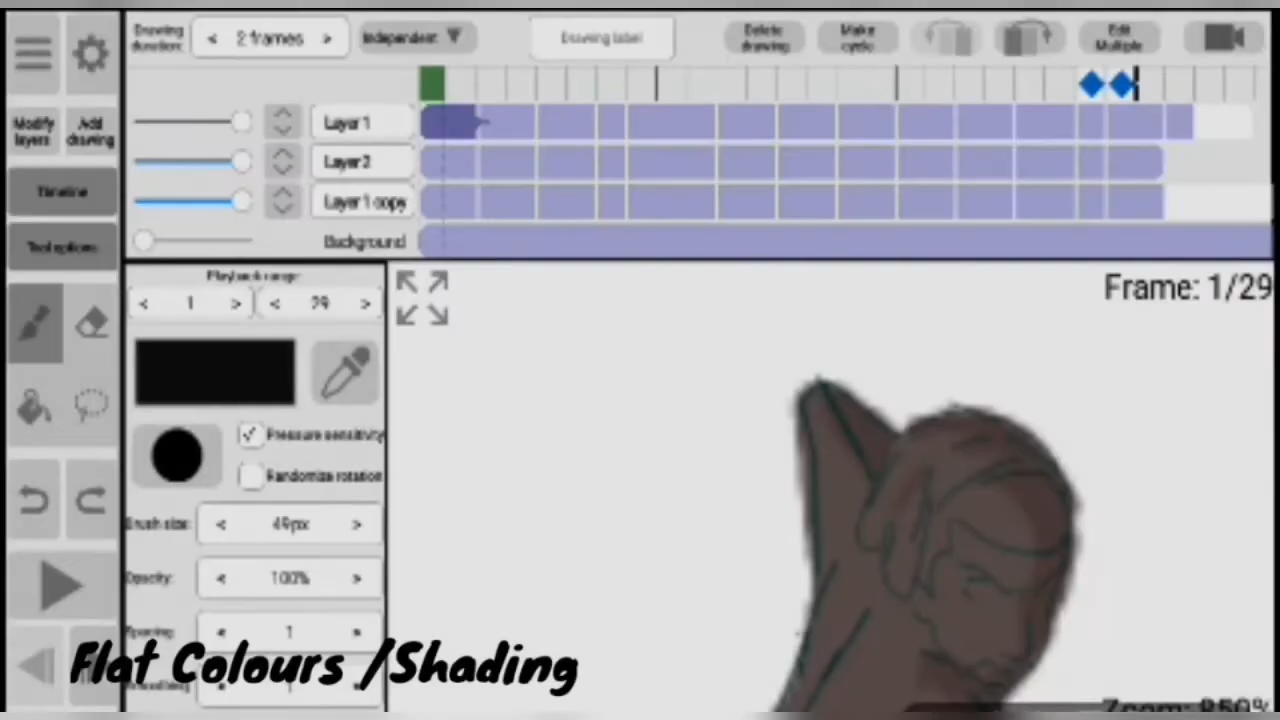 Drawing duration: < 2 frames > Independent ▼ Drawing label Delete drawing Make cyclic Edit Multiple
Modify layers Add drawing
Layer 1
Timeline Layer 2
Layer 1 copy
Tool options Background
Playback range:
< 1 > < 29 >
Frame: 1/29
Pressure sensitivity
Randomize rotation
Brush size: < 49px >
Opacity: < 100% >
Spacing: < 1 >
Flat Colours /Shading
Zoom: 850%